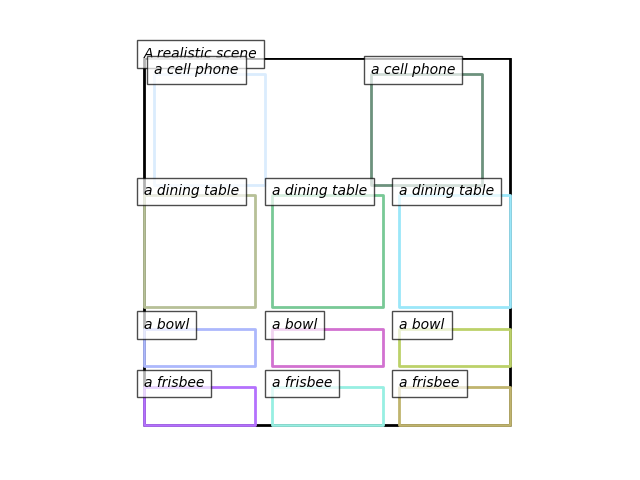 A realistic scene
a cell phone
a cell phone
a dining table
a dining table
a dining table
a bowl
a bowl
a bowl
a frisbee
a frisbee
a frisbee